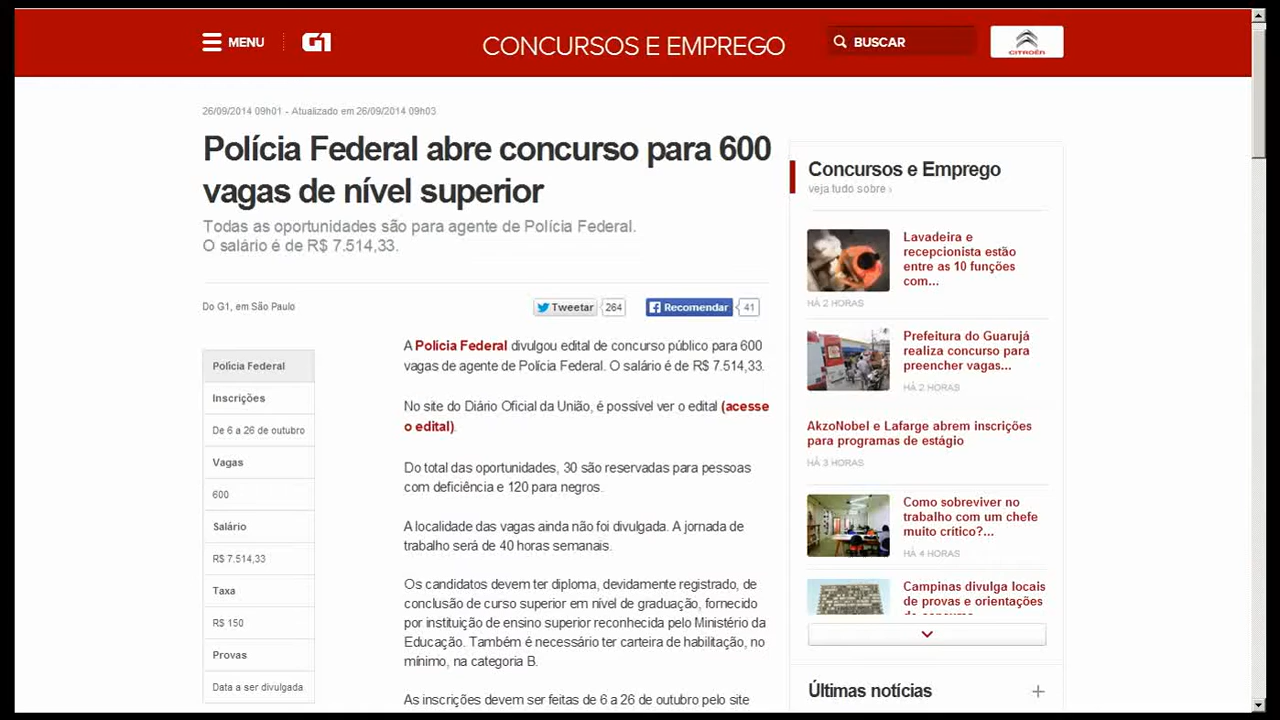 MENU
G1
CONCURSOS E EMPREGO
BUSCAR
CITROËN
26/09/2014 09h01 - Atualizado em 26/09/2014 09h03
Polícia Federal abre concurso para 600
vagas de nível superior
Todas as oportunidades são para agente de Polícia Federal.
O salário é de R$ 7.514,33.
Do G1, em São Paulo
Tweetar
264
Recomendar
41
Polícia Federal
Inscrições
De 6 a 26 de outubro
Vagas
600
Salário
R$ 7.514,33
Taxa
R$ 150
Provas
Data a ser divulgada
A Polícia Federal divulgou edital de concurso público para 600
vagas de agente de Polícia Federal. O salário é de R$ 7.514,33.
No site do Diário Oficial da União, é possível ver o edital (acesse
o edital).
Do total das oportunidades, 30 são reservadas para pessoas
com deficiência e 120 para negros.
A localidade das vagas ainda não foi divulgada. A jornada de
trabalho será de 40 horas semanais.
Os candidatos devem ter diploma, devidamente registrado, de
conclusão de curso superior em nível de graduação, fornecido
por instituição de ensino superior reconhecida pelo Ministério da
Educação. Também é necessário ter carteira de habilitação, no
mínimo, na categoria B.
As inscrições devem ser feitas de 6 a 26 de outubro pelo site
Concursos e Emprego
veja tudo sobre ›
Lavadeira e
recepcionista estão
entre as 10 funções
com...
HÁ 2 HORAS
Prefeitura do Guarujá
realiza concurso para
preencher vagas...
HÁ 2 HORAS
AkzoNobel e Lafarge abrem inscrições
para programas de estágio
HÁ 3 HORAS
Como sobreviver no
trabalho com um chefe
muito crítico?...
HÁ 4 HORAS
Campinas divulga locais
de provas e orientações
de concurso
Últimas notícias
+